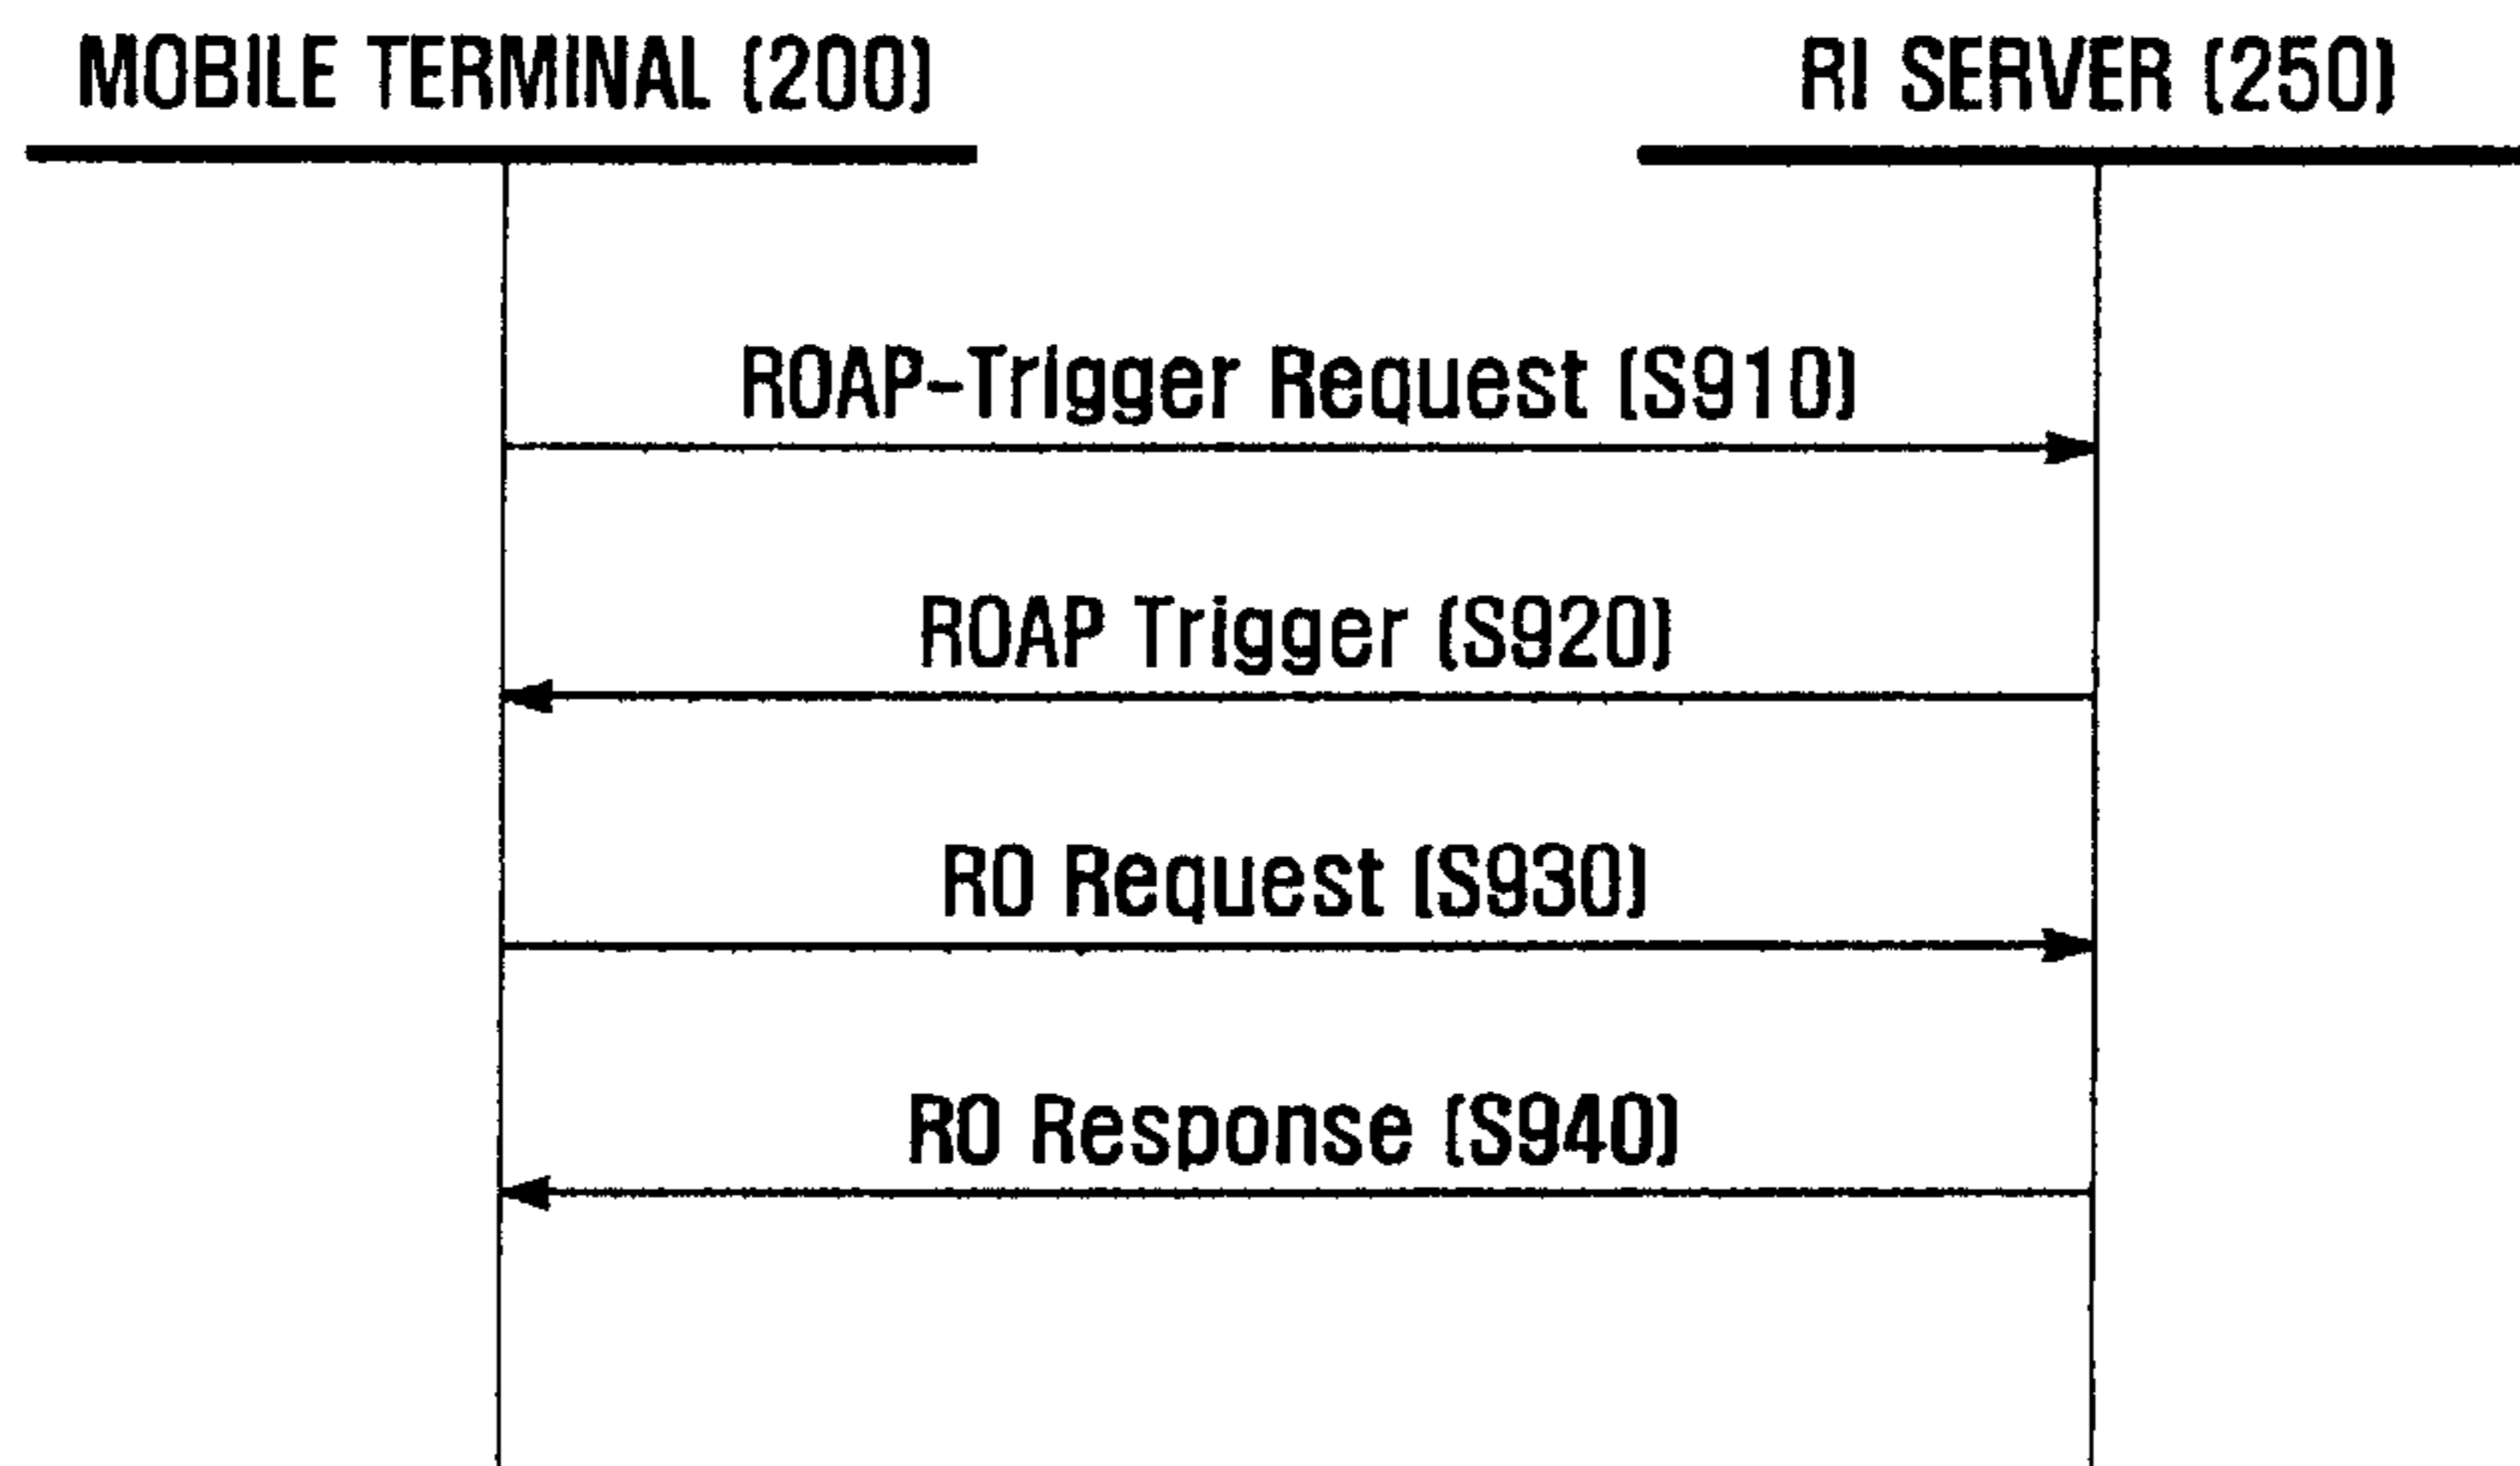 MOBILE TERMINAL (200)
RI SERVER (250)
ROAP-Trigger Request (S910)
ROAP Trigger (S920)
RO Request (S930)
RO Response (S940)